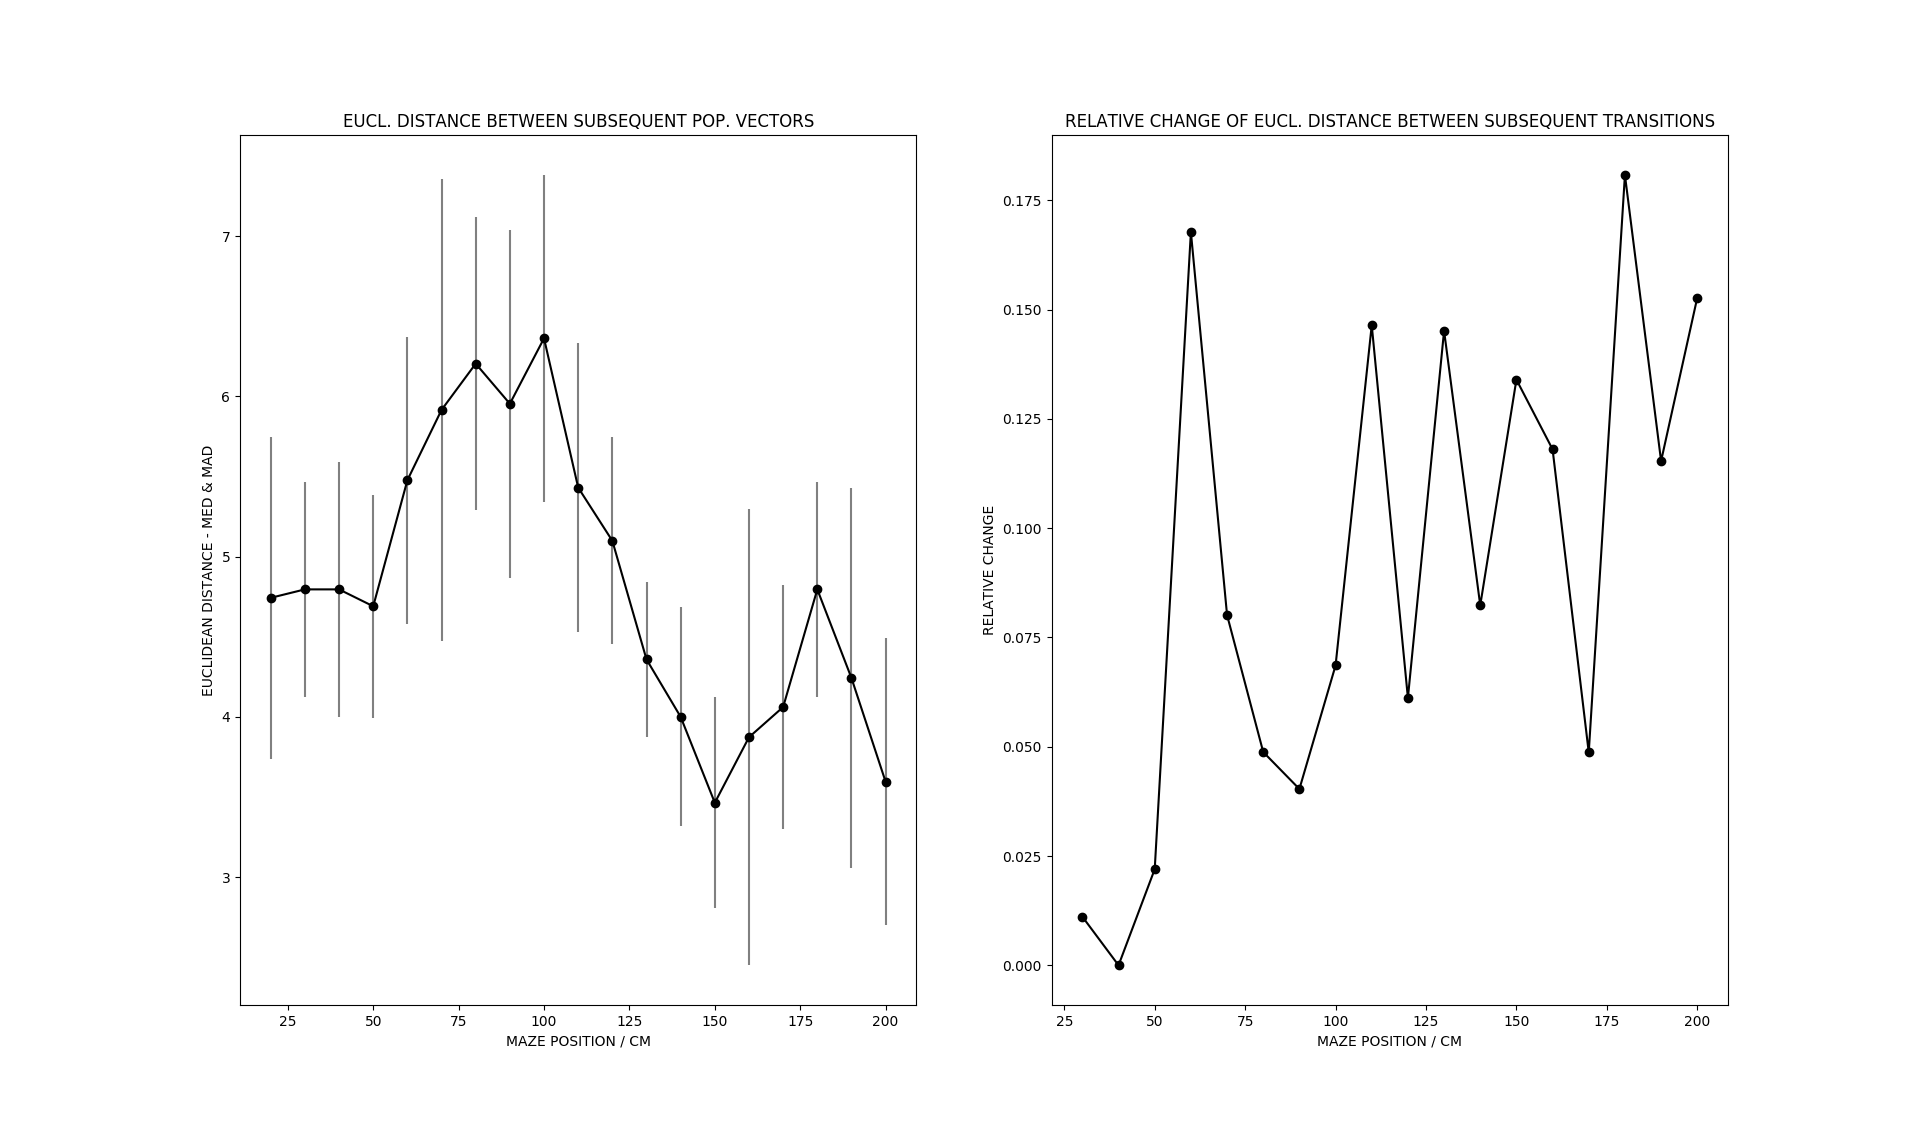 EUCL. DISTANCE BETWEEN SUBSEQUENT POP. VECTORS
EUCLIDEAN DISTANCE - MED & MAD
7
6
5
4
3
25 50 75 100 125 150 175 200
MAZE POSITION / CM
RELATIVE CHANGE OF EUCL. DISTANCE BETWEEN SUBSEQUENT TRANSITIONS
RELATIVE CHANGE
0.175
0.150
0.125
0.100
0.075
0.050
0.025
0.000
25 50 75 100 125 150 175 200
MAZE POSITION / CM